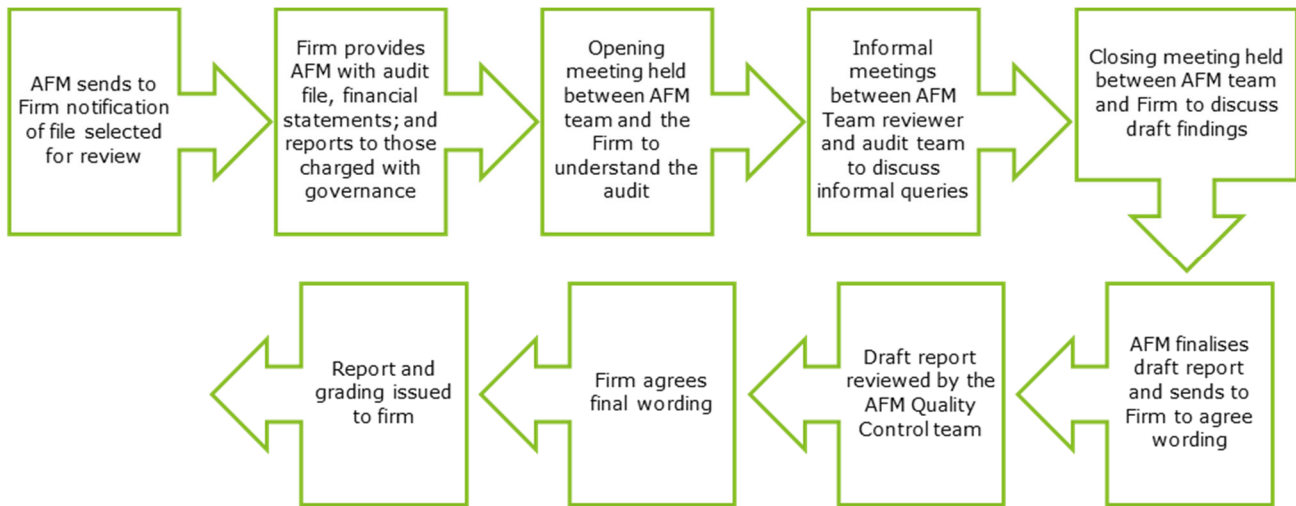 AFM sends to
Firm notification
of file selected
for review
Firm provides
AFM with audit
file, financial
statements; and
reports to those
charged with
governance
Opening
meeting held
between AFM
team and the
Firm to
understand the
audit
Informal
meetings
between AFM
Team reviewer
and audit team
to discuss
informal queries
Closing meeting held
between AFM team
and Firm to discuss
draft findings
AFM finalises
draft report
and sends to
Firm to agree
wording
Draft report
reviewed by the
AFM Quality
Control team
Firm agrees
final wording
Report and
grading issued
to firm